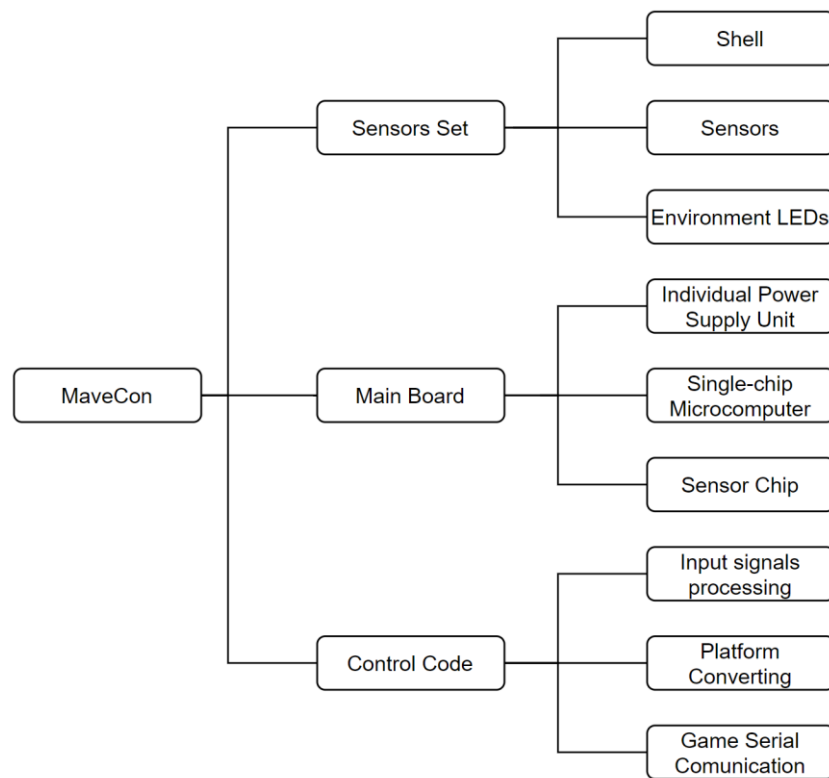 Shell
Sensors Set
Sensors
Environment LEDs
Individual Power
Supply Unit
MaveCon
Main Board
Single-chip
Microcomputer
Sensor Chip
Input signals
processing
Control Code
Platform
Converting
Game Serial
Comunication